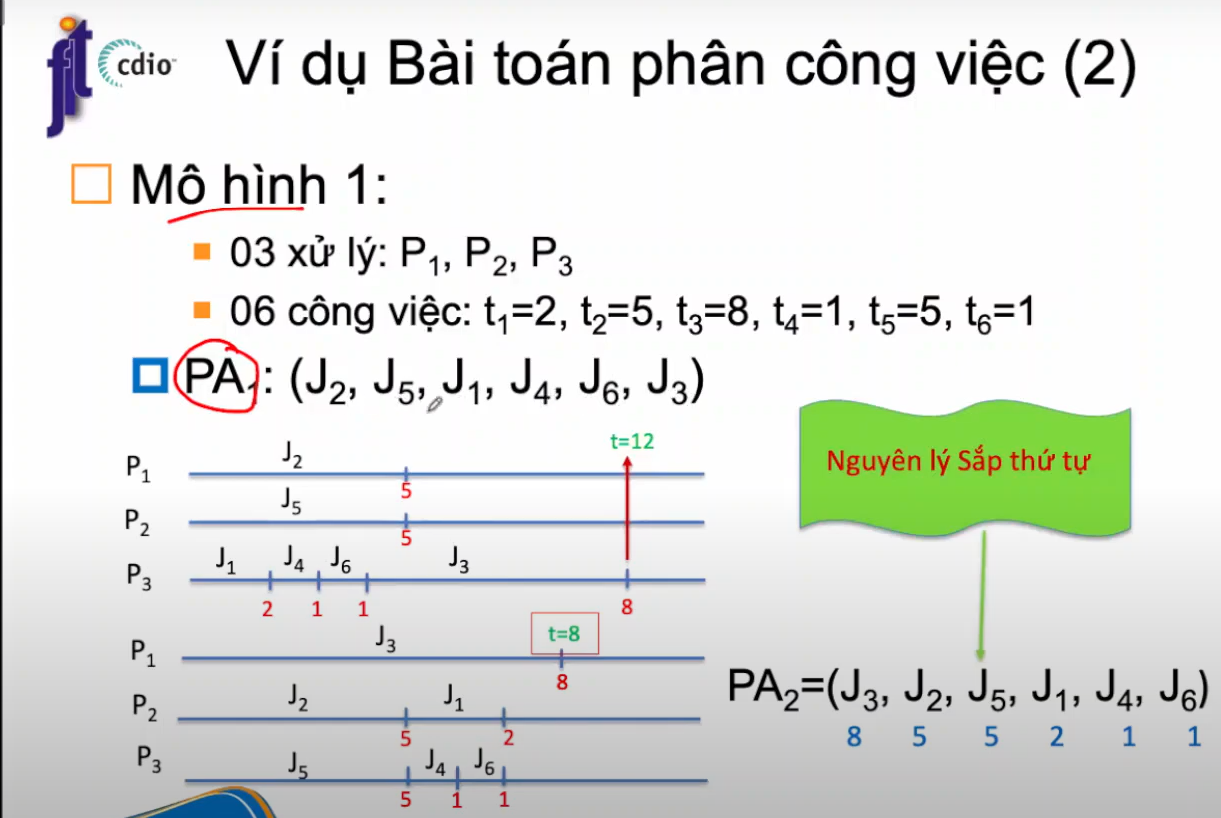 fit cdio™
Ví dụ Bài toán phân công việc (2)
Mô hình 1:
03 xử lý: P₁, P₂, P₃
06 công việc: t₁=2, t₂=5, t₃=8, t₄=1, t₅=5, t₆=1
PA₁: (J₂, J₅, J₁, J₄, J₆, J₃)
t=12
P₁ J₂
5
P₂ J₅
5
P₃ J₁ J₄ J₆ J₃
2 1 1 8
P₁ J₃ t=8
8
P₂ J₂ J₁
5 2
P₃ J₅ J₄ J₆
5 1 1
Nguyên lý Sắp thứ tự
PA₂=(J₃, J₂, J₅, J₁, J₄, J₆)
8 5 5 2 1 1